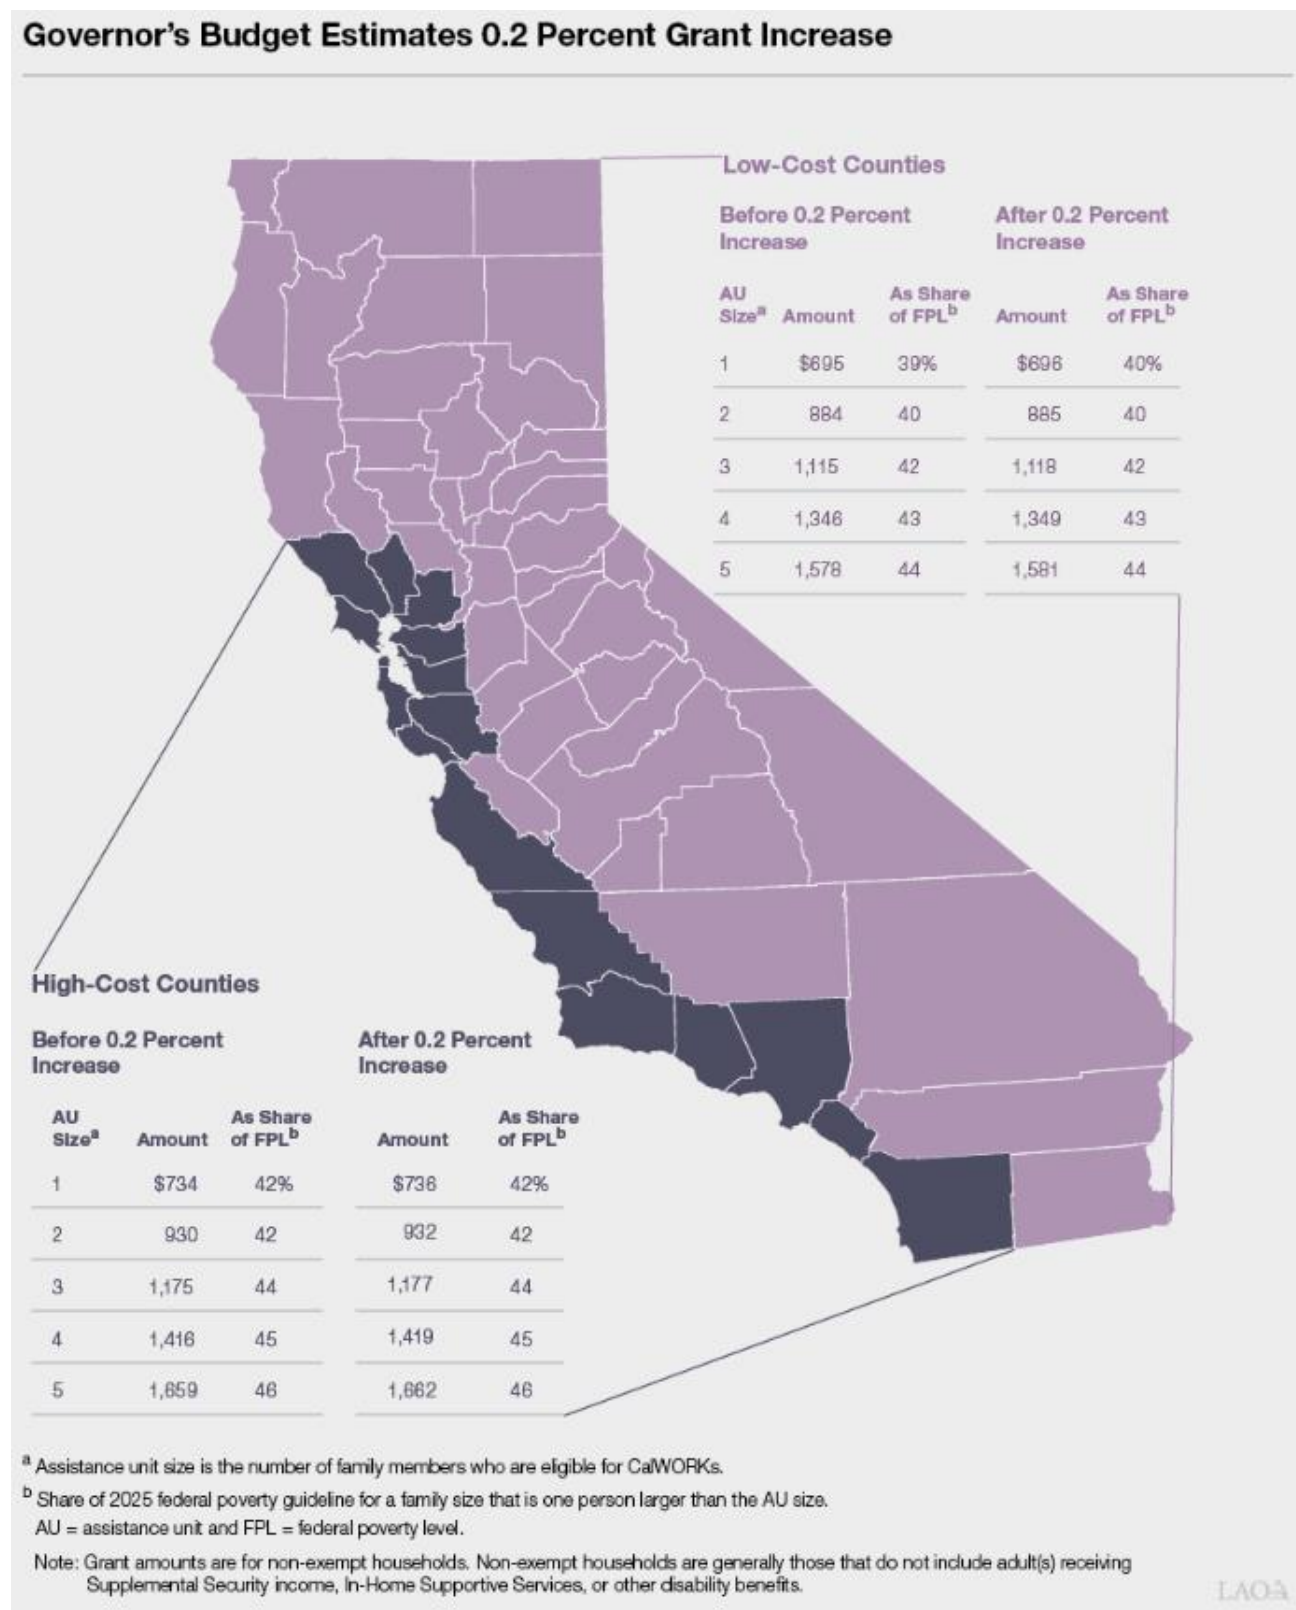 Governor's Budget Estimates 0.2 Percent Grant Increase
Low-Cost Counties
Before 0.2 Percent Increase
After 0.2 Percent Increase
AU Sizeᵃ Amount As Share of FPLᵇ Amount As Share of FPLᵇ
1 $695 39% $696 40%
2 884 40 885 40
3 1,115 42 1,118 42
4 1,346 43 1,349 43
5 1,578 44 1,581 44
High-Cost Counties
Before 0.2 Percent Increase
After 0.2 Percent Increase
AU Sizeᵃ Amount As Share of FPLᵇ Amount As Share of FPLᵇ
1 $734 42% $736 42%
2 930 42 932 42
3 1,175 44 1,177 44
4 1,416 45 1,419 45
5 1,659 46 1,662 46
ᵃ Assistance unit size is the number of family members who are eligible for CalWORKs.
ᵇ Share of 2025 federal poverty guideline for a family size that is one person larger than the AU size.
AU = assistance unit and FPL = federal poverty level.
Note: Grant amounts are for non-exempt households. Non-exempt households are generally those that do not include adult(s) receiving
Supplemental Security income, In-Home Supportive Services, or other disability benefits.
LAO